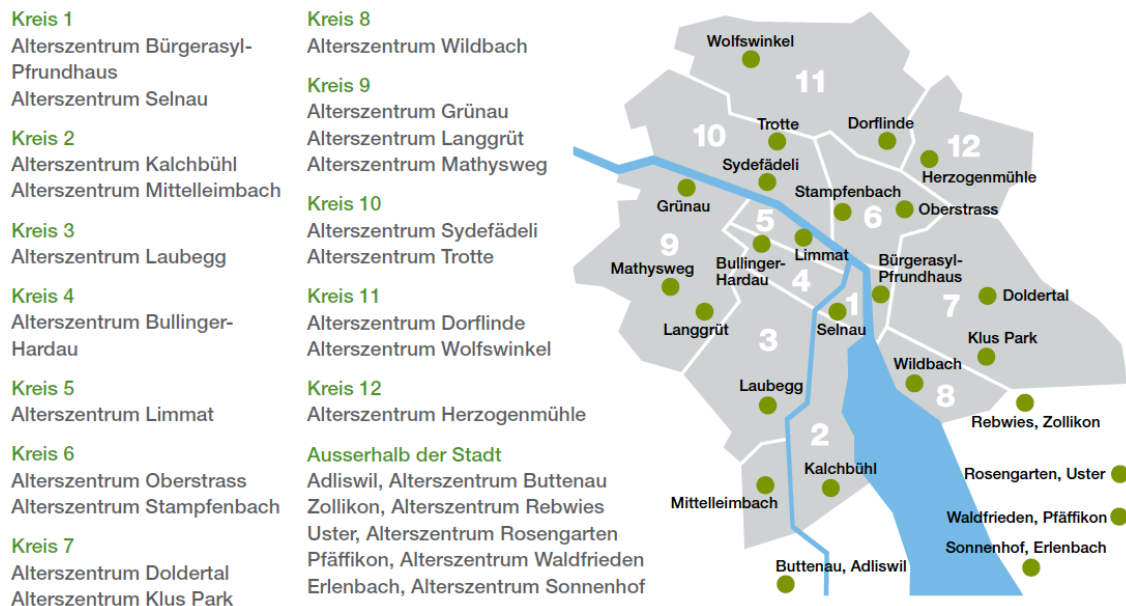 Kreis 1
Alterszentrum Bürgerasyl-
Pfrundhaus
Alterszentrum Selnau
Kreis 2
Alterszentrum Kalchbühl
Alterszentrum Mittelleimbach
Kreis 3
Alterszentrum Laubegg
Kreis 4
Alterszentrum Bullinger-
Hardau
Kreis 5
Alterszentrum Limmat
Kreis 6
Alterszentrum Oberstrass
Alterszentrum Stampfenbach
Kreis 7
Alterszentrum Doldertal
Alterszentrum Klus Park
Kreis 8
Alterszentrum Wildbach
Kreis 9
Alterszentrum Grünau
Alterszentrum Langgrüt
Alterszentrum Mathysweg
Kreis 10
Alterszentrum Sydefädeli
Alterszentrum Trotte
Kreis 11
Alterszentrum Dorflinde
Alterszentrum Wolfswinkel
Kreis 12
Alterszentrum Herzogenmühle
Ausserhalb der Stadt
Adliswil, Alterszentrum Buttenau
Zollikon, Alterszentrum Rebwies
Uster, Alterszentrum Rosengarten
Pfäffikon, Alterszentrum Waldfrieden
Erlenbach, Alterszentrum Sonnenhof
Wolfswinkel
11
10
Trotte
Dorflinde
12
Herzogenmühle
Sydefädeli
Stampfenbach
Grünau
6
Oberstrass
5
Limmat
9
Mathysweg
Bullinger-
Hardau
4
Bürgerasyl-
Pfrundhaus
1
7
Doldertal
Langgrüt
Selnau
3
Klus Park
Wildbach
8
Laubegg
Rebwies, Zollikon
2
Kalchbühl
Mittelleimbach
Rosengarten, Uster
Waldfrieden, Pfäffikon
Sonnenhof, Erlenbach
Buttenau, Adliswil